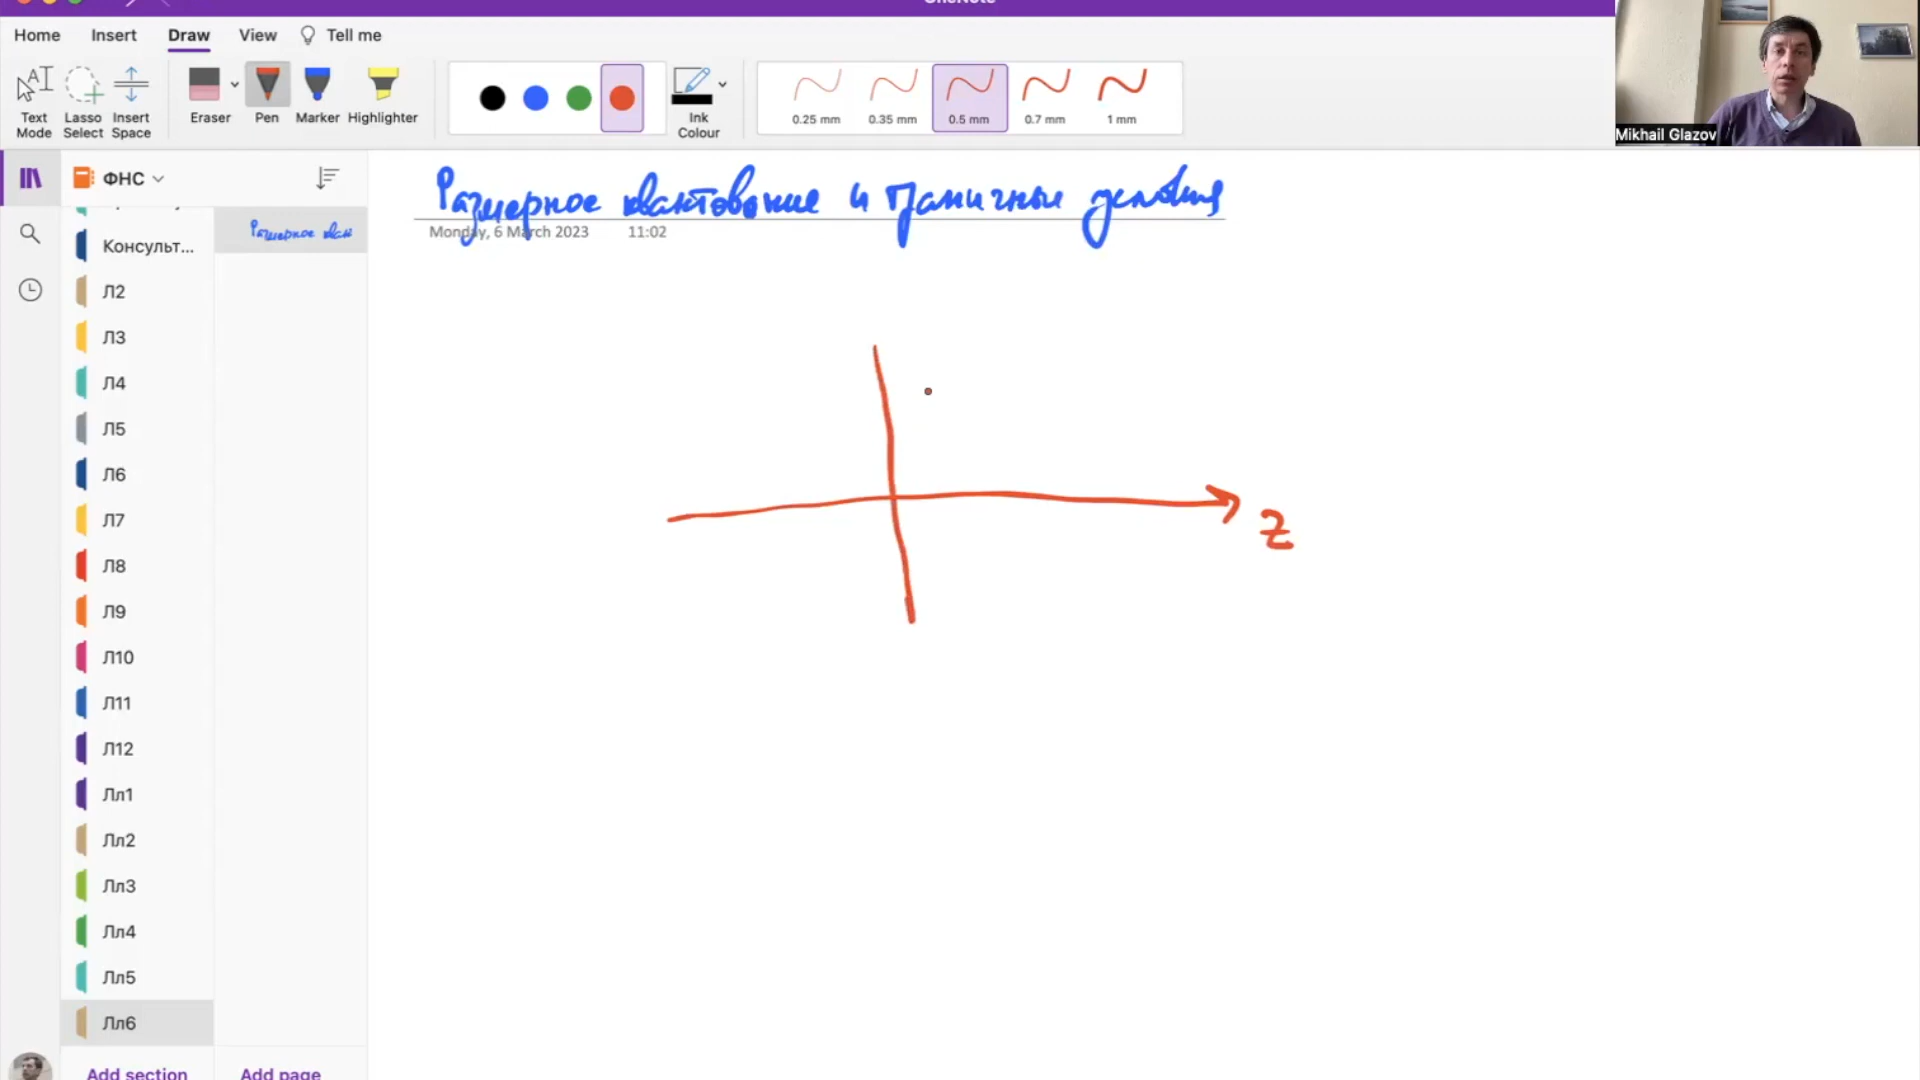 OneNote
Home Insert Draw View Tell me
Text Mode
Lasso Select
Insert Space
Eraser
Pen
Marker
Highlighter
Ink Colour
0.25 mm
0.35 mm
0.5 mm
0.7 mm
1 mm
Mikhail Glazov
ФНС
Консульт...
Л2
Л3
Л4
Л5
Л6
Л7
Л8
Л9
Л10
Л11
Л12
Лл1
Лл2
Лл3
Лл4
Лл5
Лл6
Add section
Размерное кван
Add page
Размерное квантование и граничные условия
Monday, 6 March 2023 11:02
z